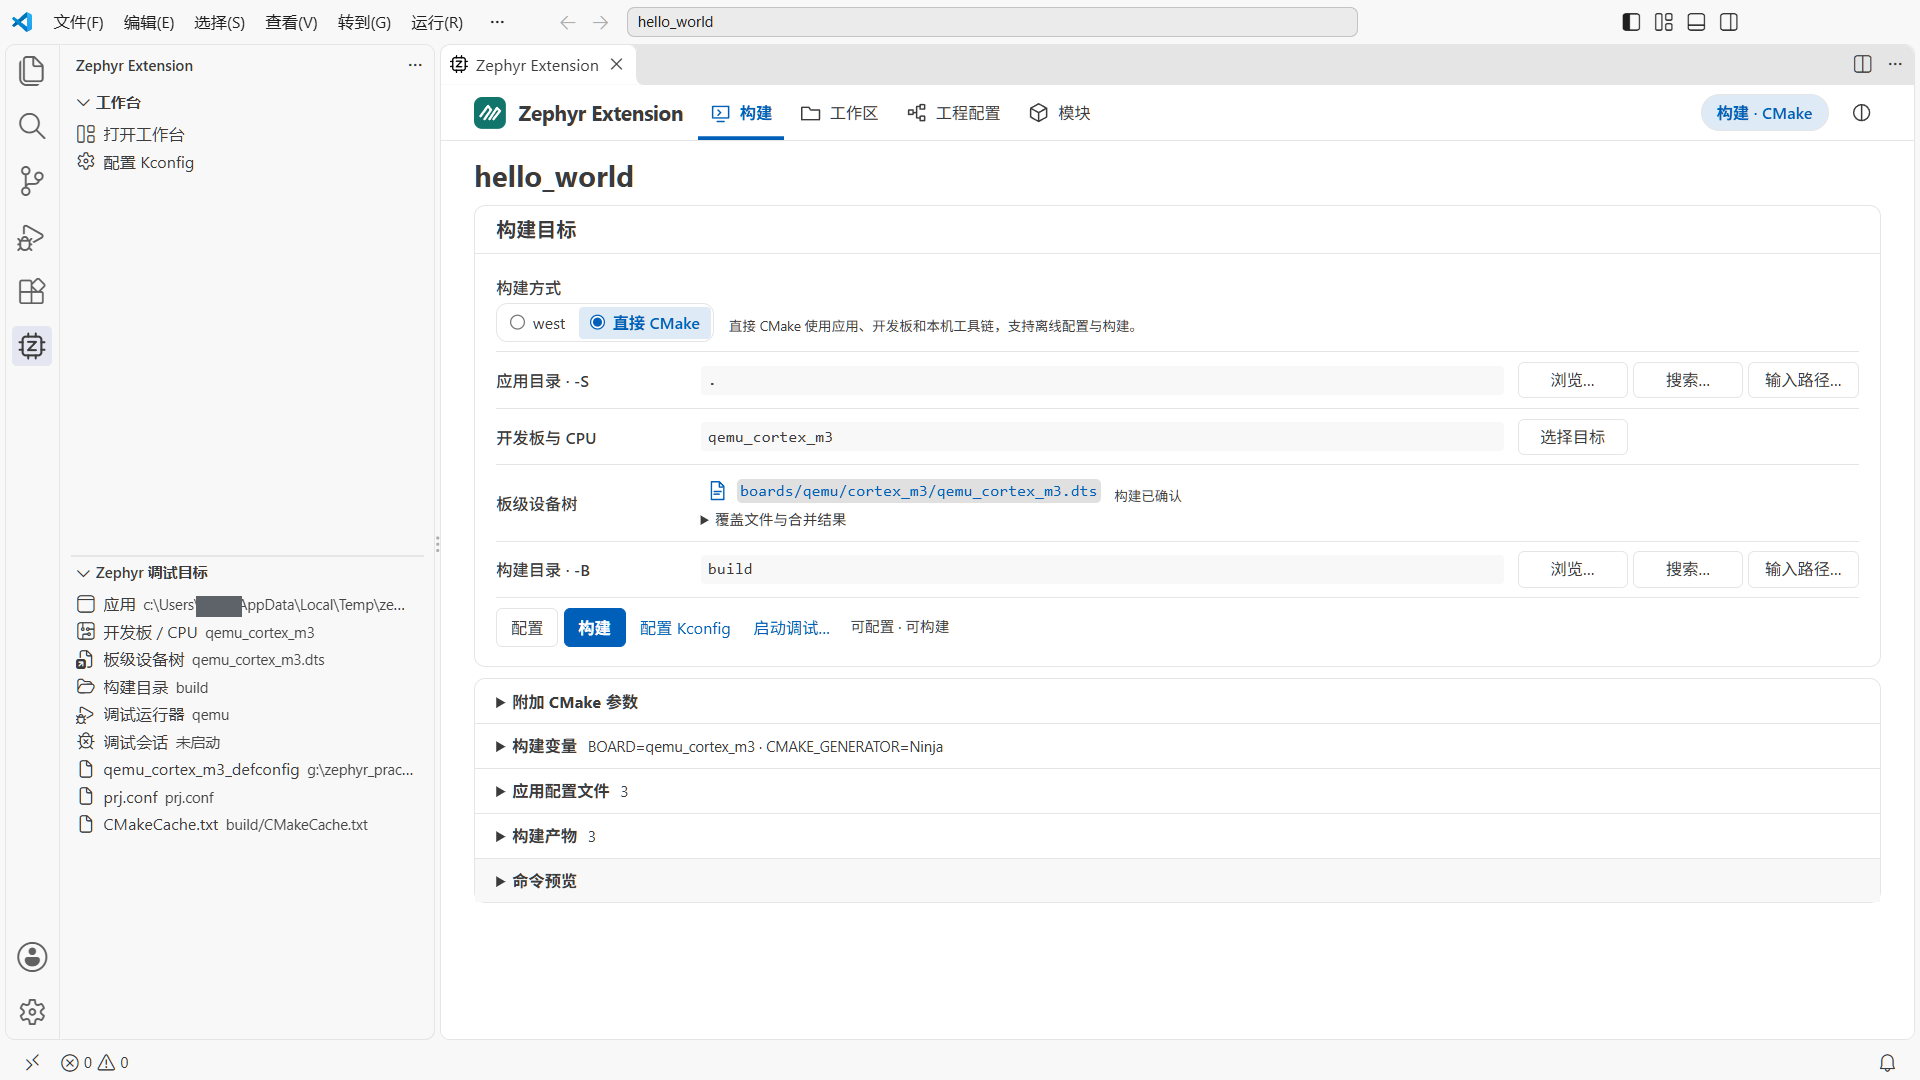 文件(F) 编辑(E) 选择(S) 查看(V) 转到(G) 运行(R) ··· hello_world
Zephyr Extension ···
工作台
打开工作台
配置 Kconfig
Zephyr 调试目标
应用 c:\Users\ AppData\Local\Temp\ze...
开发板 / CPU qemu_cortex_m3
板级设备树 qemu_cortex_m3.dts
构建目录 build
调试运行器 qemu
调试会话 未启动
qemu_cortex_m3_defconfig g:\zephyr_prac...
prj.conf prj.conf
CMakeCache.txt build/CMakeCache.txt
Zephyr Extension ···
Zephyr Extension 构建 工作区 工程配置 模块 构建 · CMake
hello_world
构建目标
构建方式
west 直接 CMake 直接 CMake 使用应用、开发板和本机工具链，支持离线配置与构建。
应用目录 · -S . 浏览... 搜索... 输入路径...
开发板与 CPU qemu_cortex_m3 选择目标
板级设备树 boards/qemu/cortex_m3/qemu_cortex_m3.dts 构建已确认
覆盖文件与合并结果
构建目录 · -B build 浏览... 搜索... 输入路径...
配置 构建 配置 Kconfig 启动调试... 可配置 · 可构建
附加 CMake 参数
构建变量 BOARD=qemu_cortex_m3 · CMAKE_GENERATOR=Ninja
应用配置文件 3
构建产物 3
命令预览
0 0